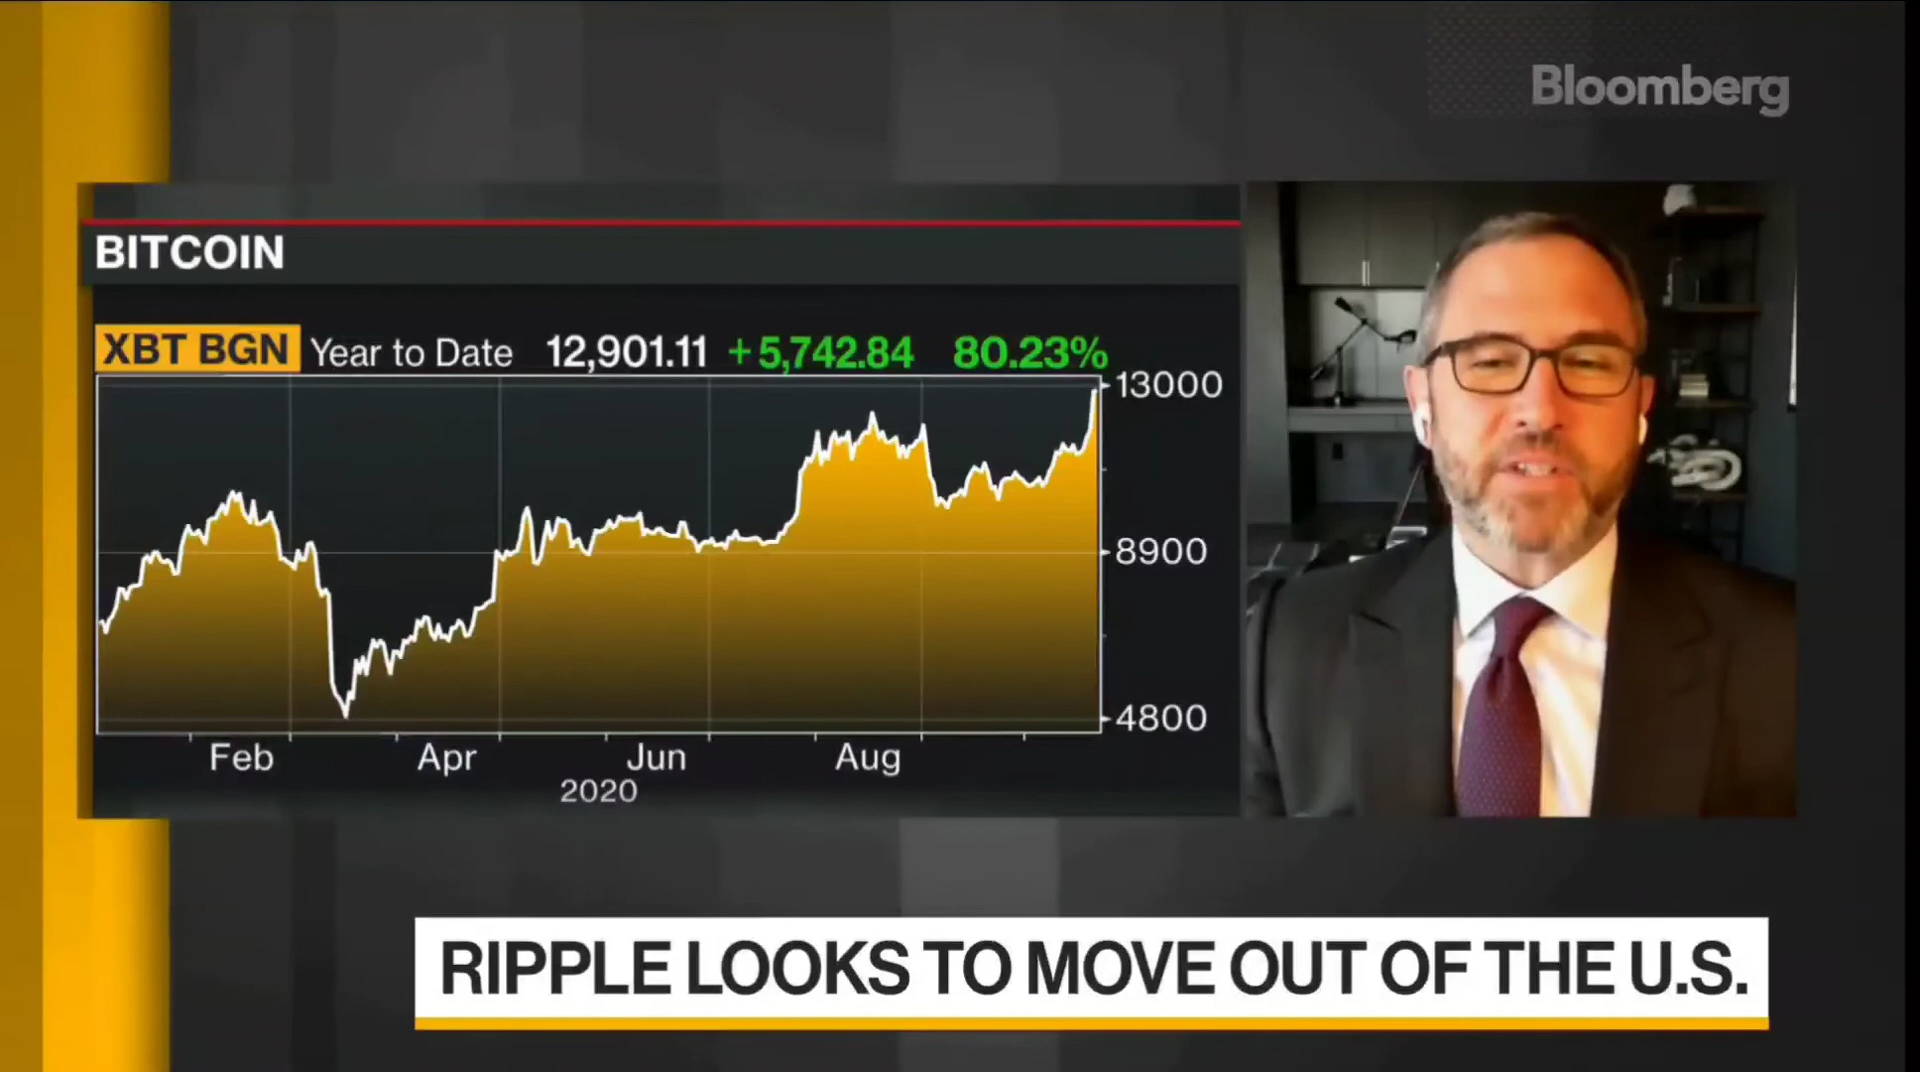 Bloomberg
BITCOIN
XBT BGN Year to Date 12,901.11 +5,742.84 80.23%
13000
8900
4800
Feb Apr Jun Aug
2020
RIPPLE LOOKS TO MOVE OUT OF THE U.S.